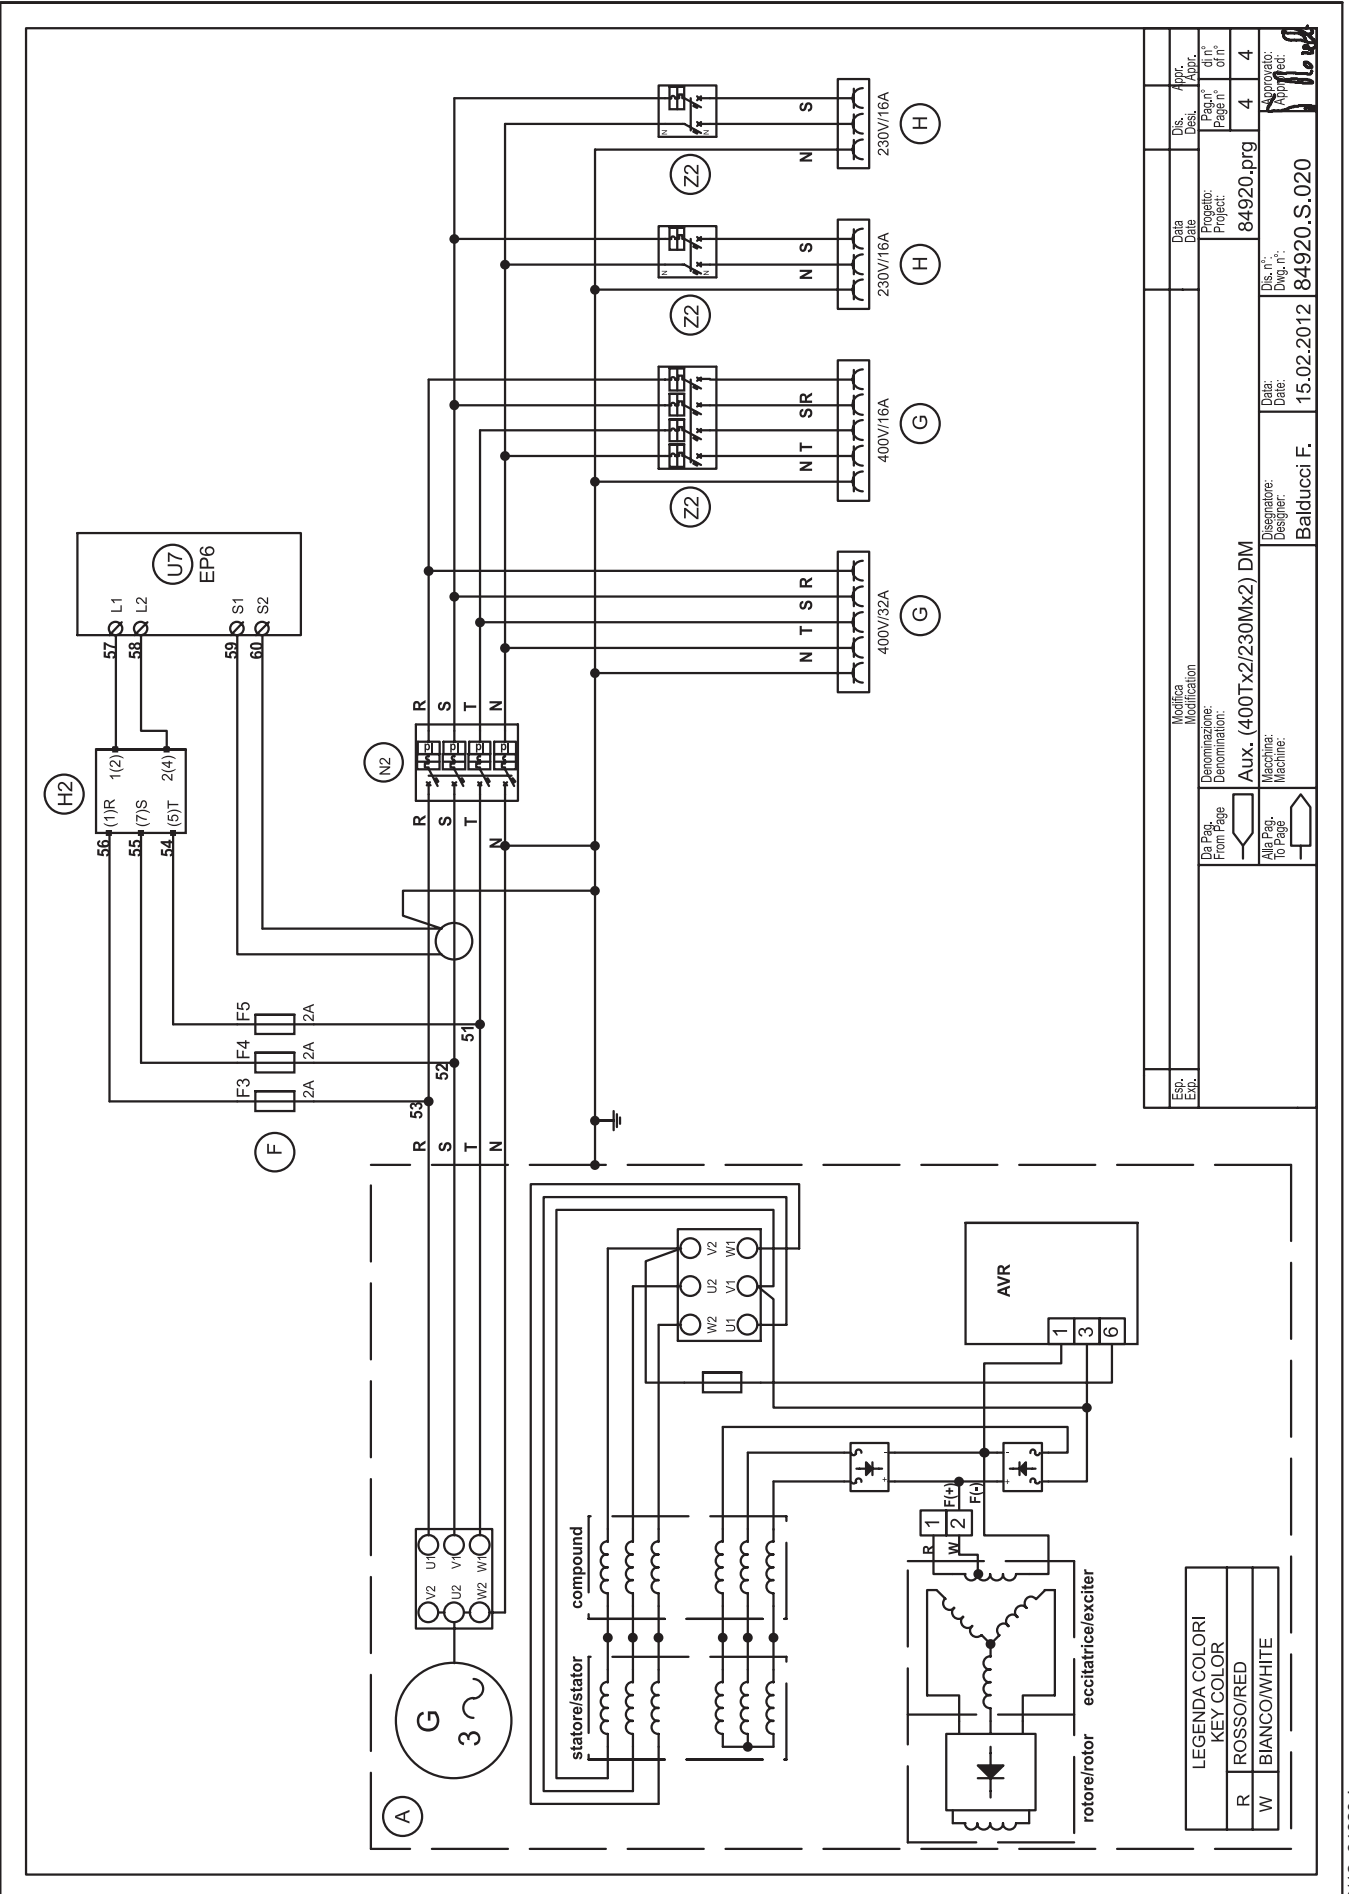 H2
(1)R
1(2)
(7)S
(5)T
2(4)
56
55
54
57
58
59
60
L1
L2
S1
S2
U7
EP6
F
F3
F4
F5
2A
2A
2A
53
52
51
R
S
T
N
R
S
T
N
R
S
T
N
N2
pI
pI
pI
pI
N
T
S
R
400V/32A
G
Z2
N
T
S
R
400V/16A
G
Z2
N
N
N
S
230V/16A
H
Z2
N
N
N
S
230V/16A
H
A
G
3
V2
U1
U2
V1
W2
W1
statore/stator
compound
W2
U2
V2
U1
V1
W1
AVR
1
3
6
-
+
-
+
F(+)
F(-)
1
2
R
W
rotore/rotor
eccitatrice/exciter
LEGENDA COLORI
KEY COLOR
R
ROSSO/RED
W
BIANCO/WHITE
Esp.
Exp.
Modifica
Modification
Data
Date
Dis.
Desi.
Appr.
Appr.
Da Pag.
From Page
Denominazione:
Denomination:
Aux. (400Tx2/230Mx2) DM
Progetto:
Project:
84920.prg
Pag.n°
Page n°
4
di n°
of n°
4
Alla Pag.
To Page
Macchina:
Machine:
Disegnatore:
Designer:
Balducci F.
Data:
Date:
15.02.2012
Dis. n°:
Dwg. n°:
84920.S.020
Approvato:
Approved: